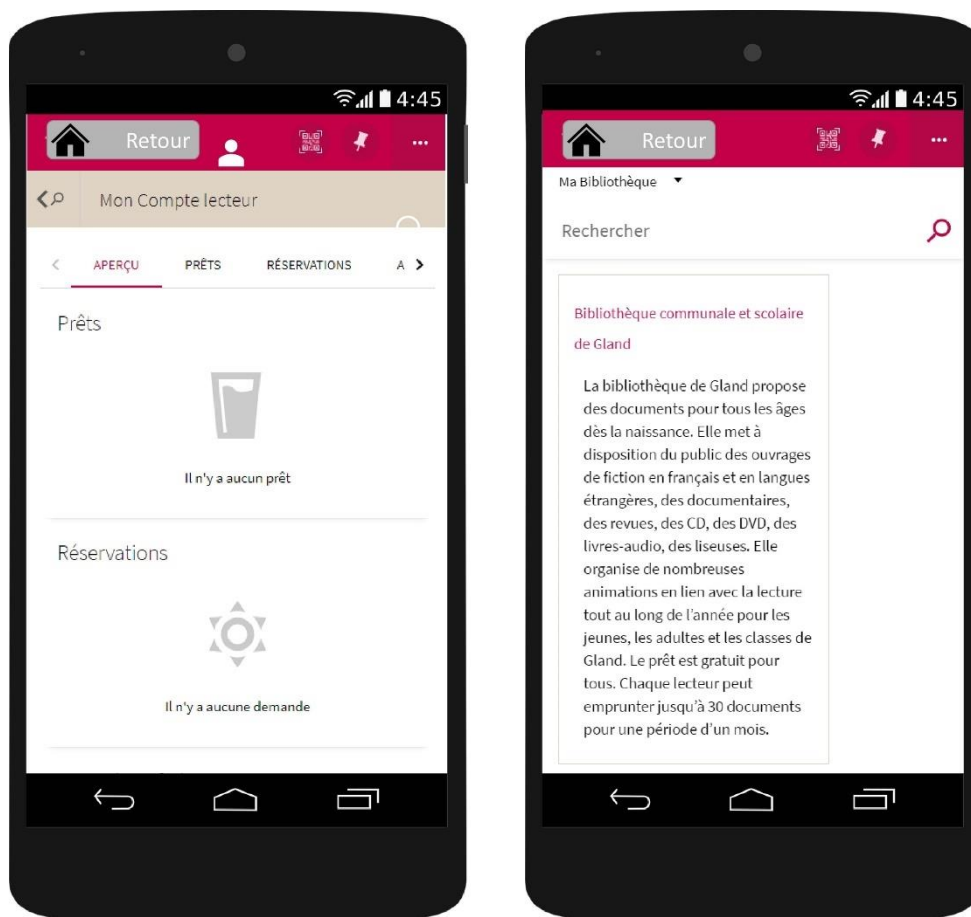 4:45
Retour
Mon Compte lecteur
APERÇU PRÊTS RÉSERVATIONS A
Prêts
Il n'y a aucun prêt
Réservations
Il n'y a aucune demande
4:45
Retour
Ma Bibliothèque
Rechercher
Bibliothèque communale et scolaire
de Gland
La bibliothèque de Gland propose
des documents pour tous les âges
dès la naissance. Elle met à
disposition du public des ouvrages
de fiction en français et en langues
étrangères, des documentaires,
des revues, des CD, des DVD, des
livres-audio, des liseuses. Elle
organise de nombreuses
animations en lien avec la lecture
tout au long de l'année pour les
jeunes, les adultes et les classes de
Gland. Le prêt est gratuit pour
tous. Chaque lecteur peut
emprunter jusqu'à 30 documents
pour une période d'un mois.